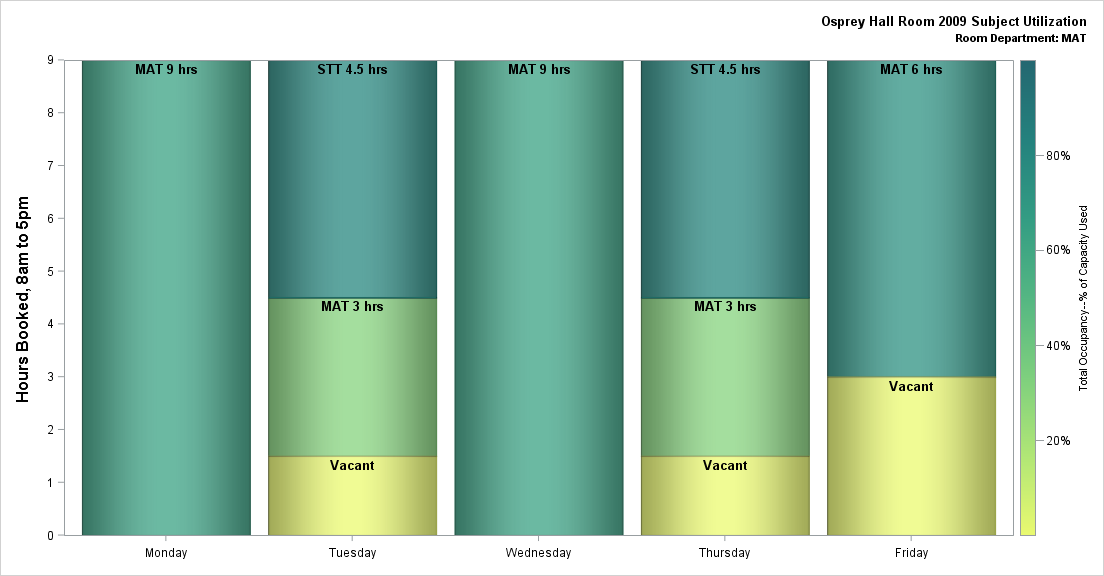 Osprey Hall Room 2009 Subject Utilization
Room Department: MAT
Hours Booked, 8am to 5pm
9
8
7
6
5
4
3
2
1
0
MAT 9 hrs
STT 4.5 hrs
MAT 3 hrs
Vacant
MAT 9 hrs
STT 4.5 hrs
MAT 3 hrs
Vacant
MAT 6 hrs
Vacant
Monday
Tuesday
Wednesday
Thursday
Friday
80%
60%
40%
20%
Total Occupancy--% of Capacity Used